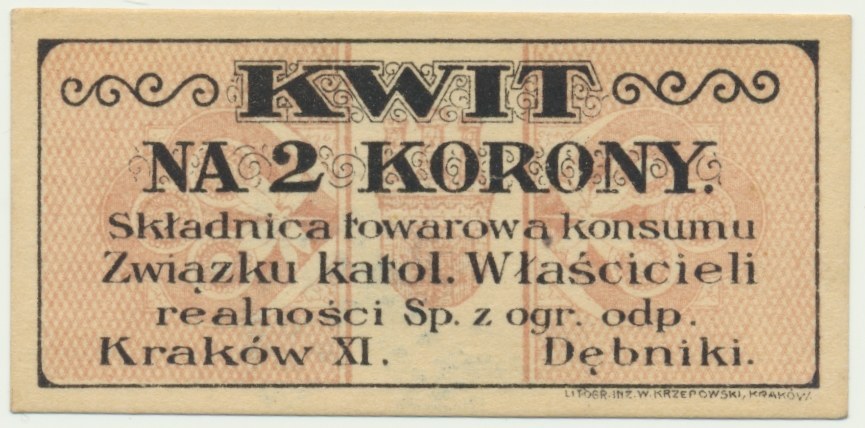 KWIT
NA 2 KORONY.
Składnica towarowa konsumu
Związku katol. Właścicieli
realności Sp. z ogr. odp.
Kraków XI. Dębniki.
LITOGR. INŻ. W. KRZEPOWSKI, KRAKÓW.